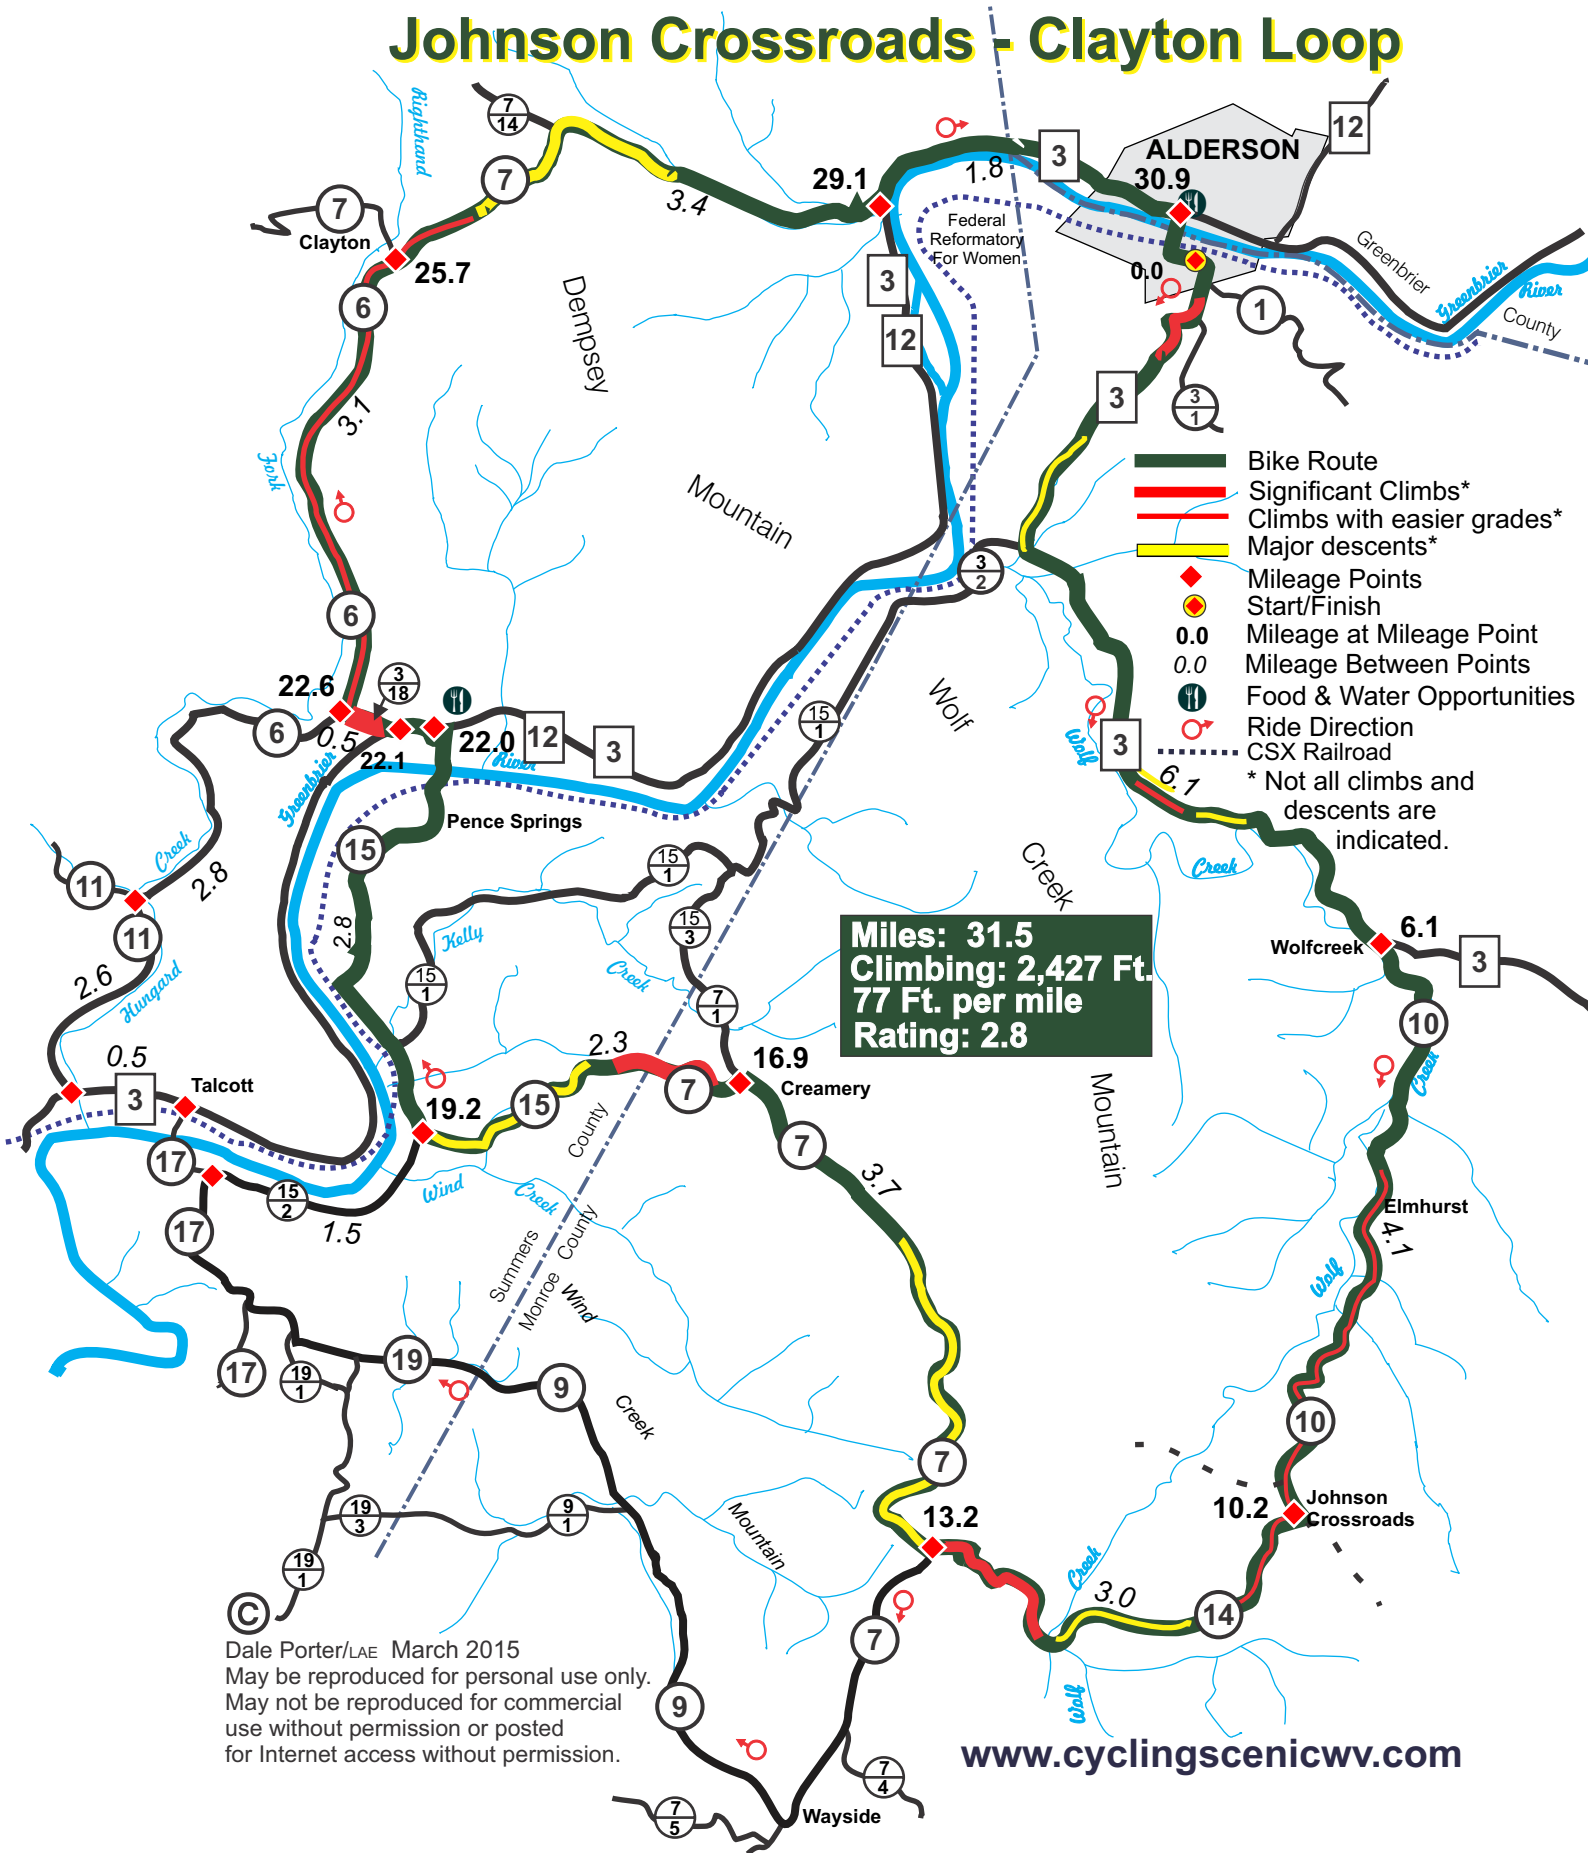 Johnson Crossroads - Clayton Loop
7
14
Righthand
12
3
ALDERSON
1.8
30.9
29.1
7
3.4
7
Clayton
25.7
Federal
Reformatory
For Women
0.0
Greenbrier
Greenbrier
River
County
6
Dempsey
3
12
1
3
3
1
3.1
Fork
Mountain
Bike Route
Significant Climbs*
Climbs with easier grades*
Major descents*
Mileage Points
Start/Finish
0.0 Mileage at Mileage Point
0.0 Mileage Between Points
Food & Water Opportunities
Ride Direction
CSX Railroad
* Not all climbs and
descents are
indicated.
3
2
6
22.6
3
18
6
0.5
22.1
22.0
12
3
River
Greenbrier
15
1
Wolf
Wolf
3
6.1
Pence Springs
15
Creek
2.8
11
11
15
1
Creek
Creek
2.8
Kelly
Creek
15
3
15
1
7
1
Miles: 31.5
Climbing: 2,427 Ft.
77 Ft. per mile
Rating: 2.8
6.1
Wolfcreek
3
10
Creek
2.6
Hungard
0.5
3
Talcott
2.3
16.9
Creamery
7
15
19.2
7
Mountain
17
15
2
17
1.5
Wind
Creek
County
3.7
Elmhurst
4.1
Wolf
Summers
Monroe County
Wind
17
19
1
19
9
Creek
10
7
19
3
9
1
Mountain
13.2
10.2
Johnson
Crossroads
19
1
Creek
3.0
14
7
©
Dale Porter/LAE March 2015
May be reproduced for personal use only.
May not be reproduced for commercial
use without permission or posted
for Internet access without permission.
9
Wolf
www.cyclingscenicwv.com
7
4
7
5
Wayside